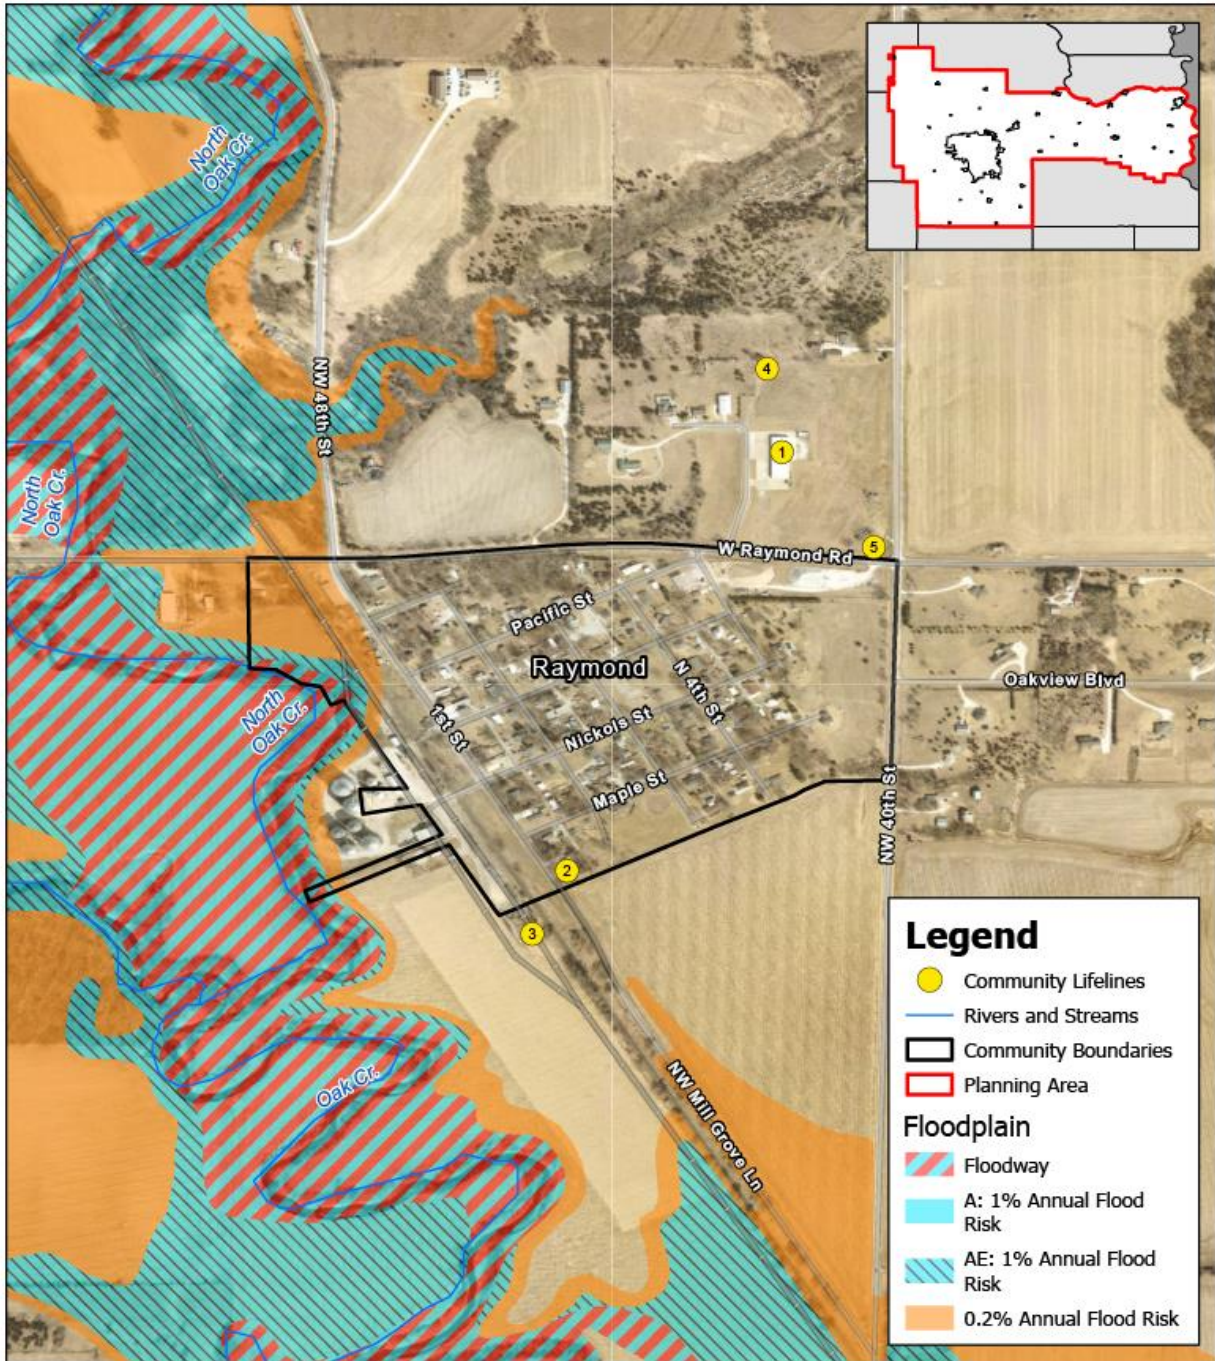 North
Oak Cr.
NW 48th St
4
1
North
Oak Cr.
W Raymond Rd
5
Pacific St
Raymond
N 4th St
Oakview Blvd
North
Oak Cr.
1st St
Nickols St
Maple St
NW 40th St
2
3
Oak Cr.
NW Mill Grove Ln
Legend
Community Lifelines
Rivers and Streams
Community Boundaries
Planning Area
Floodplain
Floodway
A: 1% Annual Flood
Risk
AE: 1% Annual Flood
Risk
0.2% Annual Flood Risk